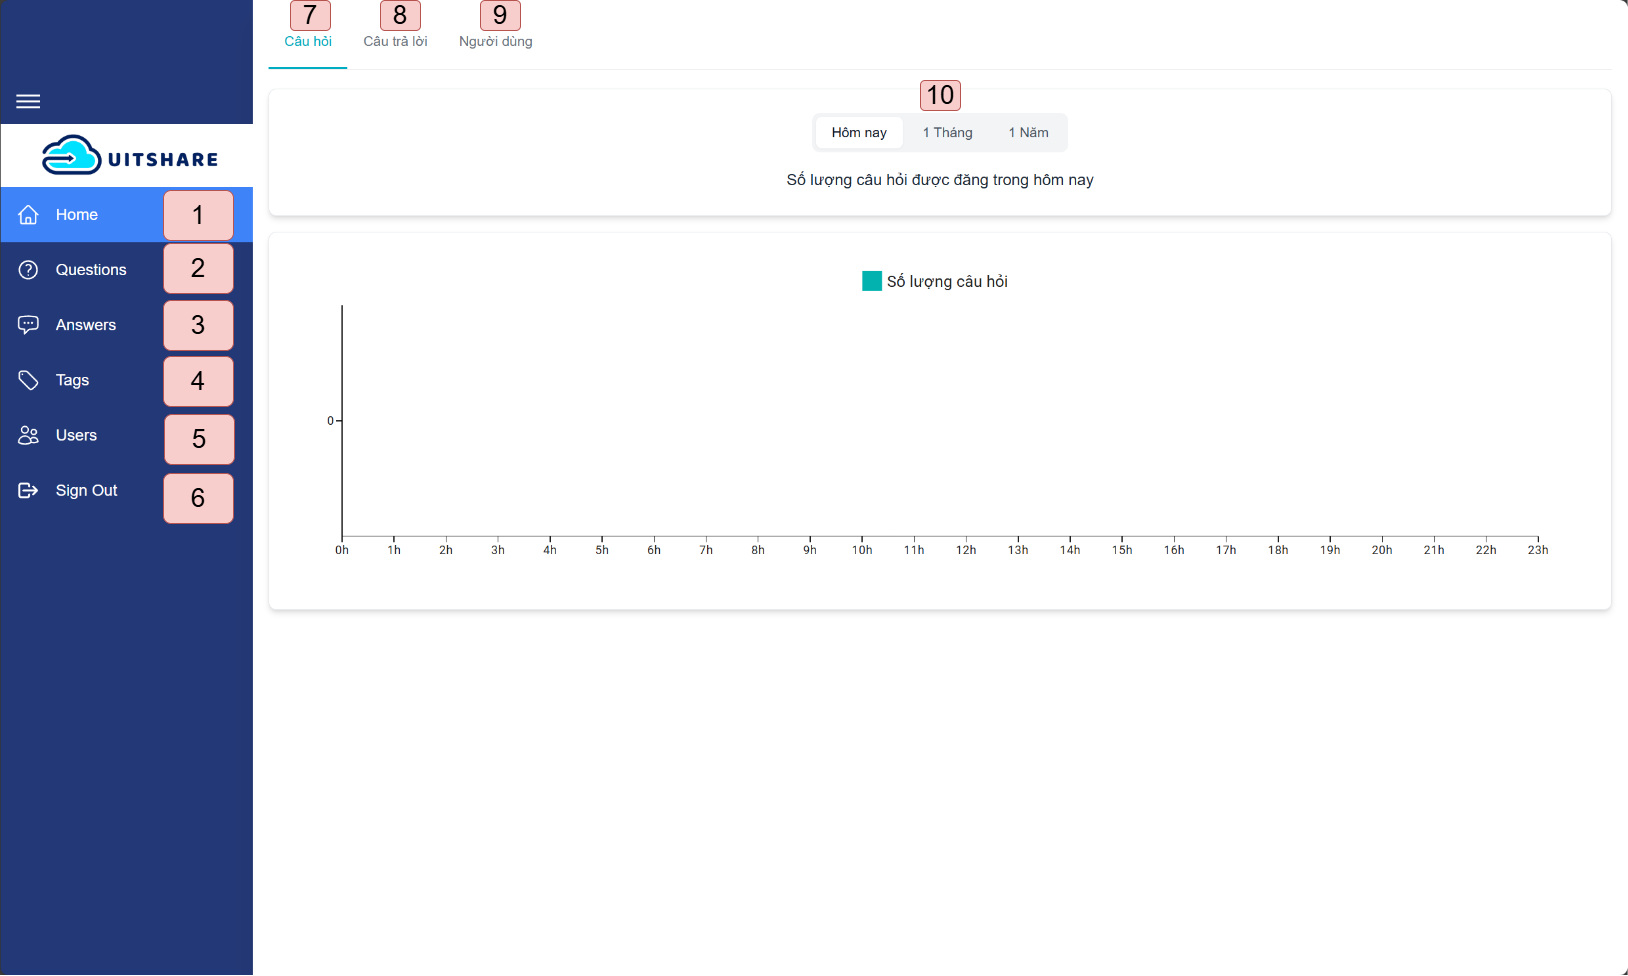 7 8 9
Câu hỏi Câu trả lời Người dùng
10
Hôm nay 1 Tháng 1 Năm
Số lượng câu hỏi được đăng trong hôm nay
UITSHARE
Home 1
Questions 2
Answers 3
Tags 4
Users 5
Sign Out 6
Số lượng câu hỏi
0
0h 1h 2h 3h 4h 5h 6h 7h 8h 9h 10h 11h 12h 13h 14h 15h 16h 17h 18h 19h 20h 21h 22h 23h